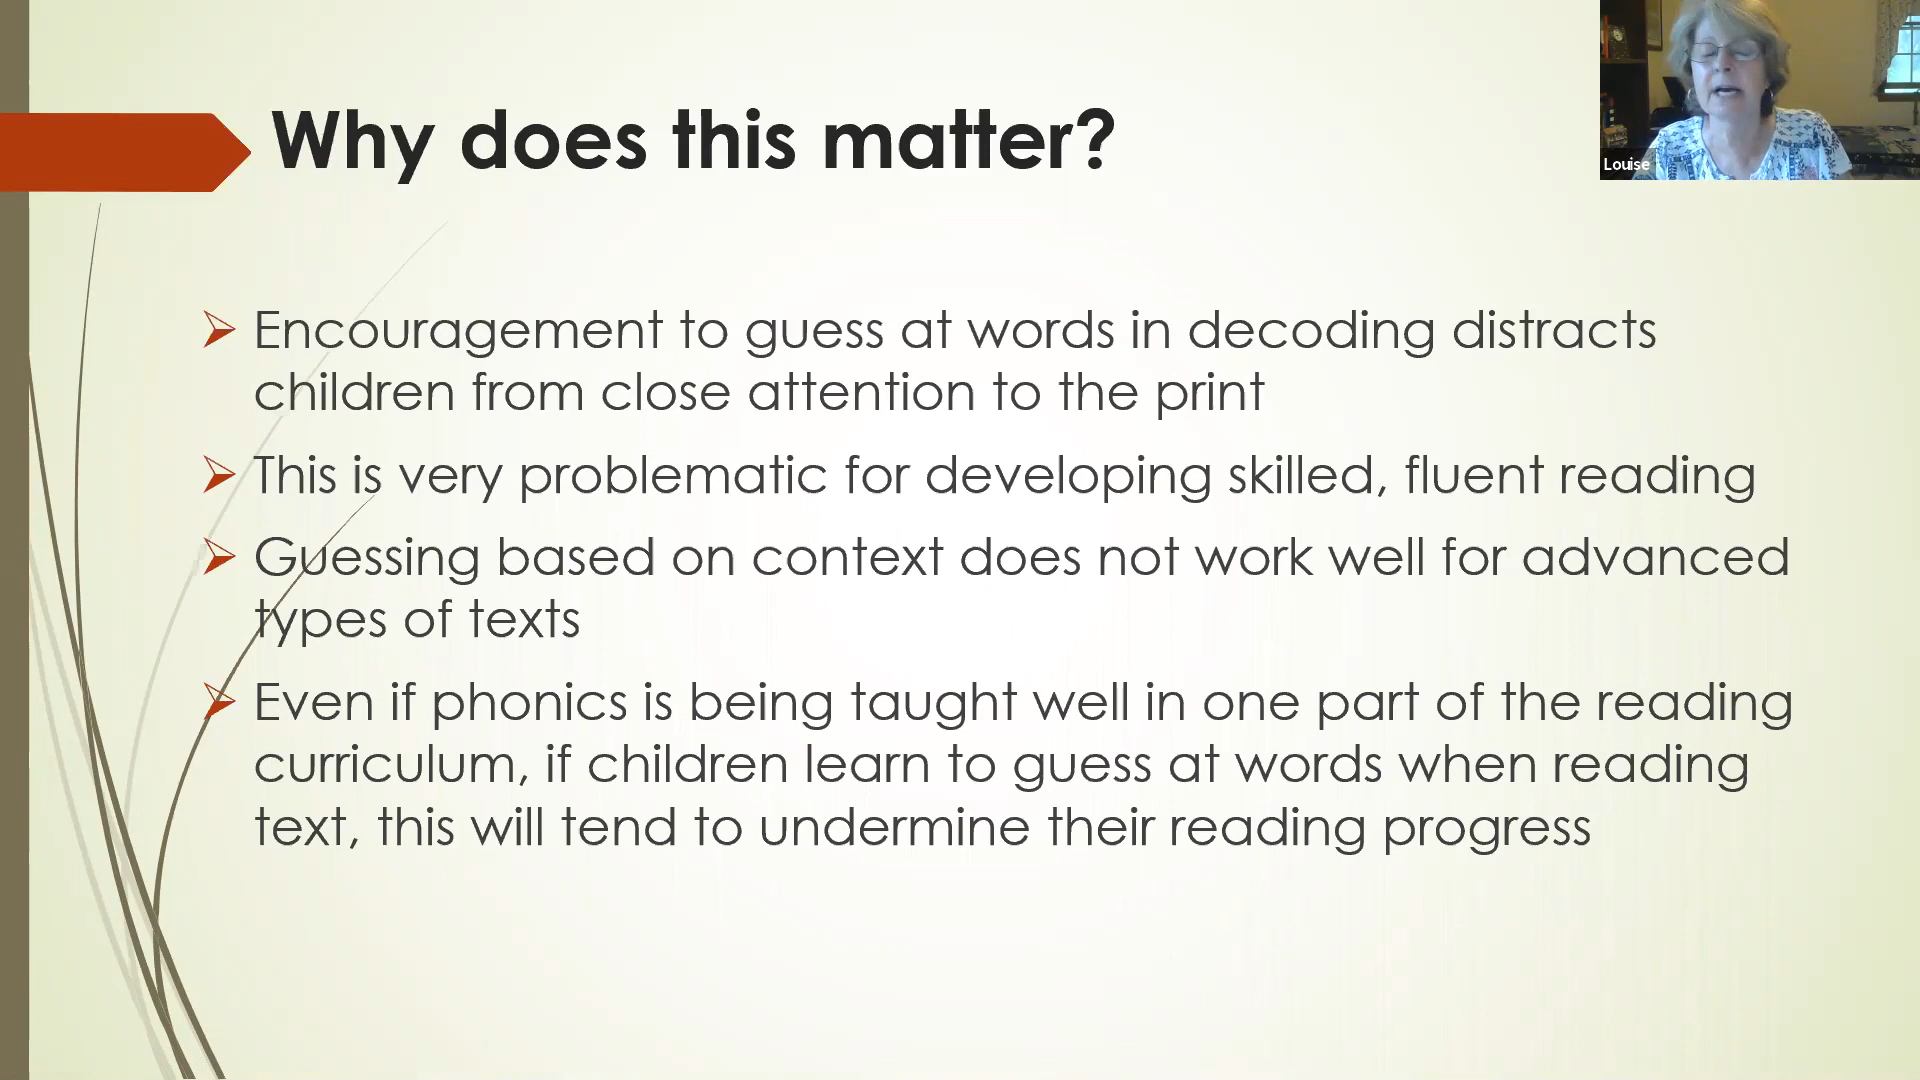 Why does this matter?
Louise
Encouragement to guess at words in decoding distracts
children from close attention to the print
This is very problematic for developing skilled, fluent reading
Guessing based on context does not work well for advanced
types of texts
Even if phonics is being taught well in one part of the reading
curriculum, if children learn to guess at words when reading
text, this will tend to undermine their reading progress